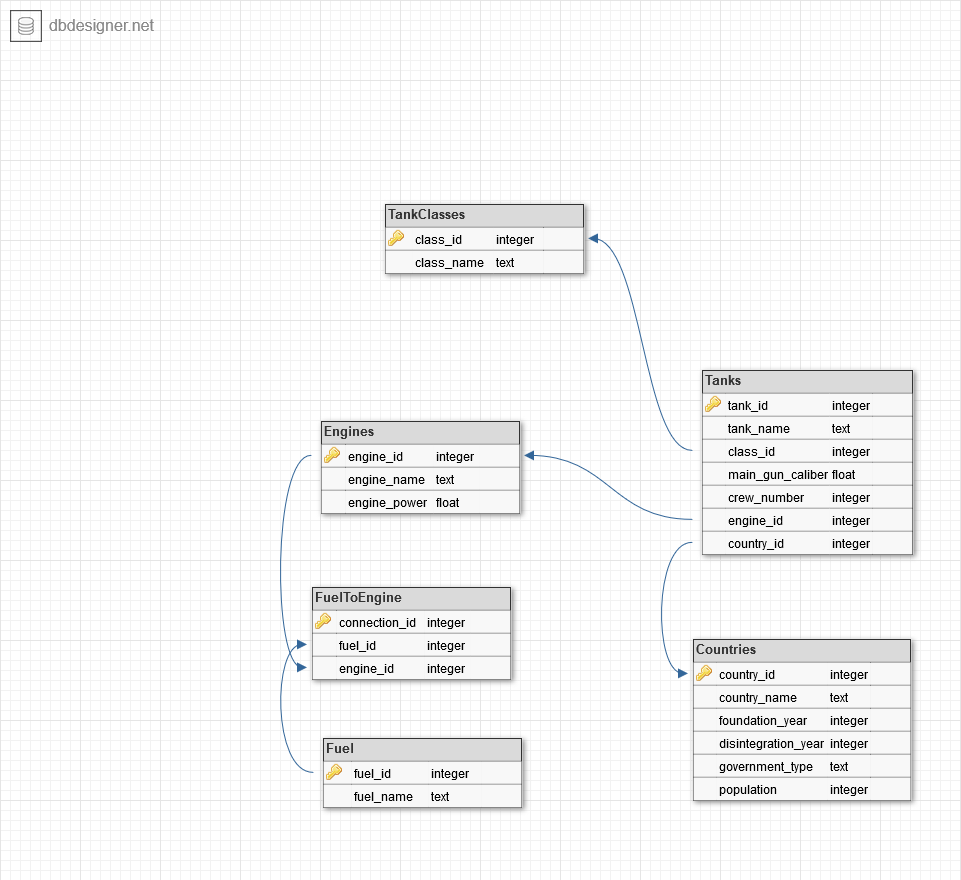 dbdesigner.net
TankClasses
class_id integer
class_name text
Tanks
tank_id integer
tank_name text
class_id integer
main_gun_caliber float
crew_number integer
engine_id integer
country_id integer
Engines
engine_id integer
engine_name text
engine_power float
FuelToEngine
connection_id integer
fuel_id integer
engine_id integer
Countries
country_id integer
country_name text
foundation_year integer
disintegration_year integer
government_type text
population integer
Fuel
fuel_id integer
fuel_name text